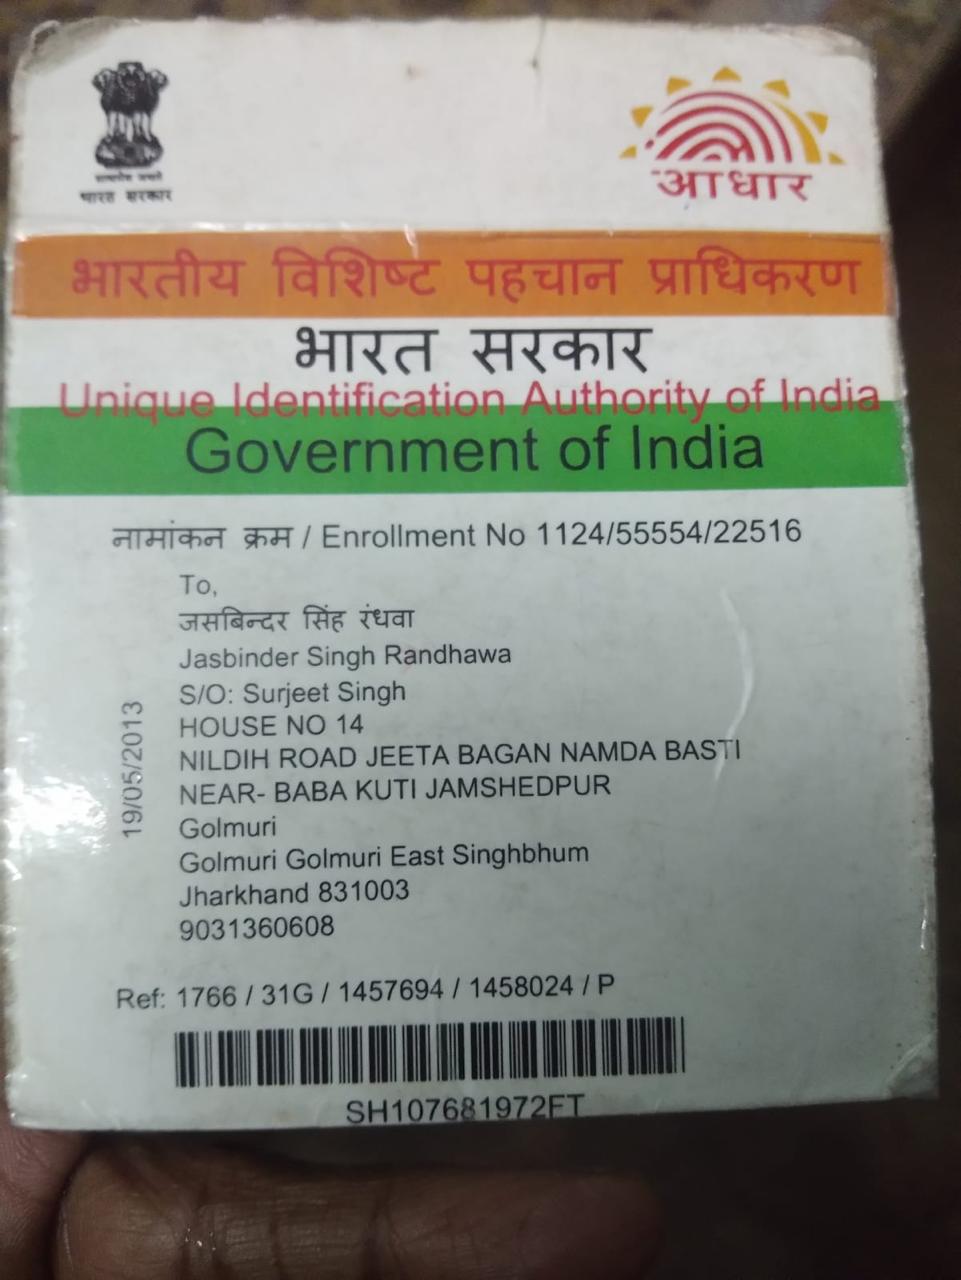 भारत सरकार
आधार
भारतीय विशिष्ट पहचान प्राधिकरण
भारत सरकार
Unique Identification Authority of India
Government of India
नामांकन क्रम / Enrollment No 1124/55554/22516
To,
जसबिन्दर सिंह रंधवा
Jasbinder Singh Randhawa
S/O: Surjeet Singh
HOUSE NO 14
NILDIH ROAD JEETA BAGAN NAMDA BASTI
NEAR- BABA KUTI JAMSHEDPUR
Golmuri
Golmuri Golmuri East Singhbhum
Jharkhand 831003
9031360608
19/05/2013
Ref: 1766 / 31G / 1457694 / 1458024 / P
SH107681972FT